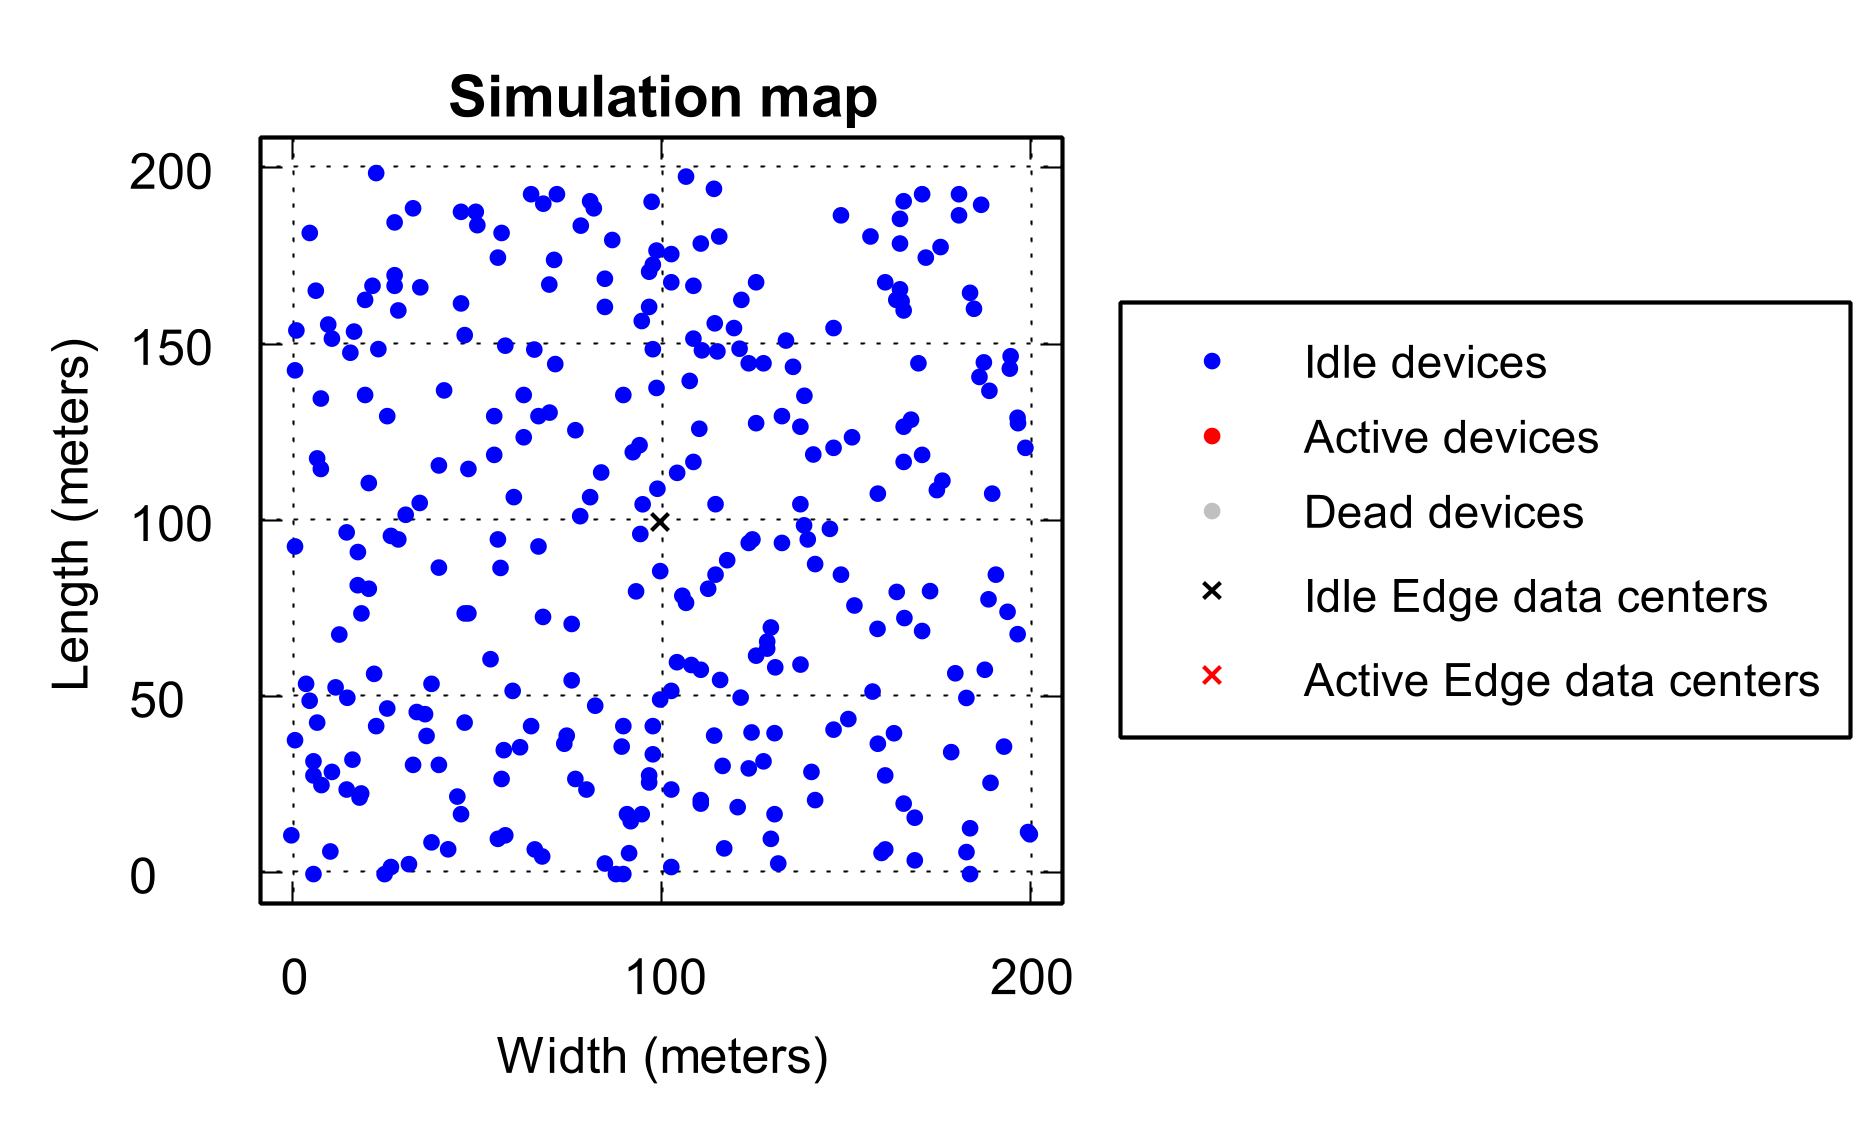 Simulation map
200
150
100
50
0
Length (meters)
0 100 200
Width (meters)
Idle devices
Active devices
Dead devices
Idle Edge data centers
Active Edge data centers